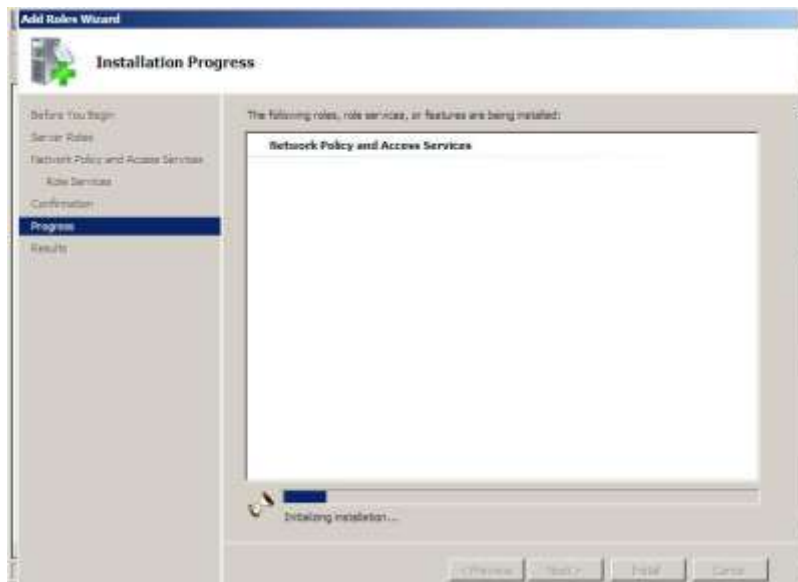 Add Roles Wizard
Installation Progress
Before You Begin
Server Roles
Network Policy and Access Services
Role Services
Confirmation
Progress
Results
The following roles, role services, or features are being installed:
Network Policy and Access Services
Initializing installation...
< Previous
Next >
Install
Cancel